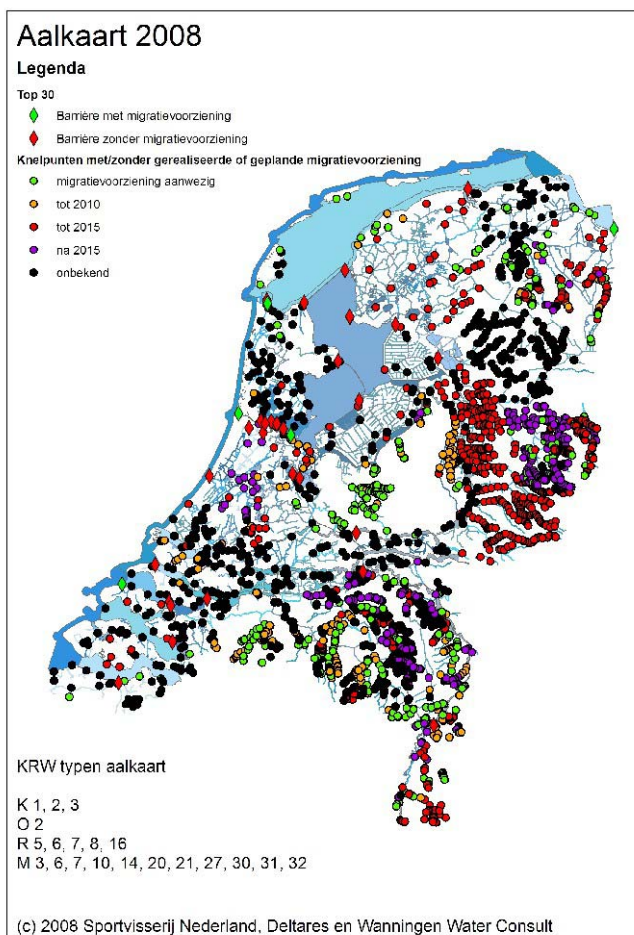 Aalkaart 2008
Legenda
Top 30
Barrière met migratievoorziening
Barrière zonder migratievoorziening
Knelpunten met/zonder gerealiseerde of geplande migratievoorziening
migratievoorziening aanwezig
tot 2010
tot 2015
na 2015
onbekend
KRW typen aalkaart
K 1, 2, 3
O 2
R 5, 6, 7, 8, 16
M 3, 6, 7, 10, 14, 20, 21, 27, 30, 31, 32
(c) 2008 Sportvisserij Nederland, Deltares en Wanningen Water Consult